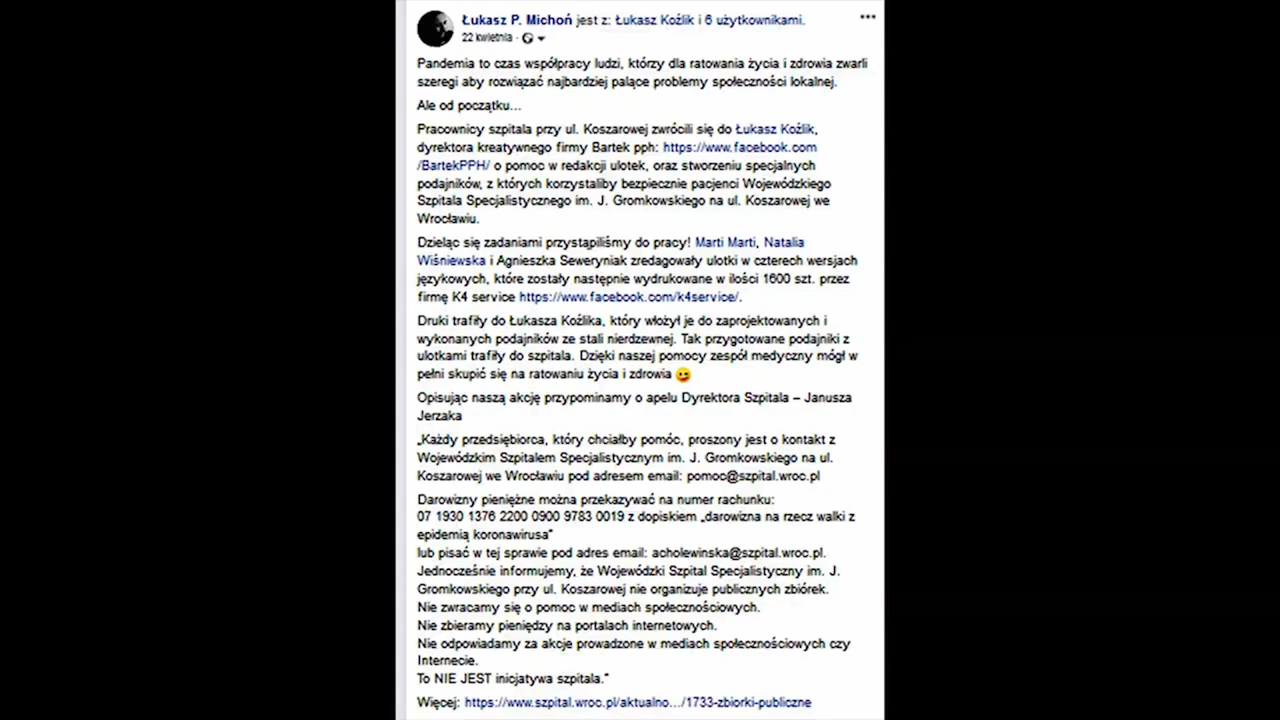 Łukasz P. Michoń jest z: Łukasz Koźlik i 6 użytkownikami.
22 kwietnia ·
Pandemia to czas współpracy ludzi, którzy dla ratowania życia i zdrowia zwarli
szeregi aby rozwiązać najbardziej palące problemy społeczności lokalnej.
Ale od początku...
Pracownicy szpitala przy ul. Koszarowej zwrócili się do Łukasz Koźlik,
dyrektora kreatywnego firmy Bartek pph: https://www.facebook.com
/BartekPPH/ o pomoc w redakcji ulotek, oraz stworzeniu specjalnych
podajników, z których korzystaliby bezpiecznie pacjenci Wojewódzkiego
Szpitala Specjalistycznego im. J. Gromkowskiego na ul. Koszarowej we
Wrocławiu.
Dzieląc się zadaniami przystąpiliśmy do pracy! Marti Marti, Natalia
Wiśniewska i Agnieszka Seweryniak zredagowały ulotki w czterech wersjach
językowych, które zostały następnie wydrukowane w ilości 1600 szt. przez
firmę K4 service https://www.facebook.com/k4service/.
Druki trafiły do Łukasza Koźlika, który włożył je do zaprojektowanych i
wykonanych podajników ze stali nierdzewnej. Tak przygotowane podajniki z
ulotkami trafiły do szpitala. Dzięki naszej pomocy zespół medyczny mógł w
pełni skupić się na ratowaniu życia i zdrowia 😀
Opisując naszą akcję przypominamy o apelu Dyrektora Szpitala – Janusza
Jerzaka
„Każdy przedsiębiorca, który chciałby pomóc, proszony jest o kontakt z
Wojewódzkim Szpitalem Specjalistycznym im. J. Gromkowskiego na ul.
Koszarowej we Wrocławiu pod adresem email: pomoc@szpital.wroc.pl
Darowizny pieniężne można przekazywać na numer rachunku:
07 1930 1376 2200 0900 9783 0019 z dopiskiem „darowizna na rzecz walki z
epidemią koronawirusa"
lub pisać w tej sprawie pod adres email: acholewinska@szpital.wroc.pl.
Jednocześnie informujemy, że Wojewódzki Szpital Specjalistyczny im. J.
Gromkowskiego przy ul. Koszarowej nie organizuje publicznych zbiórek.
Nie zwracamy się o pomoc w mediach społecznościowych.
Nie zbieramy pieniędzy na portalach internetowych.
Nie odpowiadamy za akcje prowadzone w mediach społecznościowych czy
Internecie.
To NIE JEST inicjatywa szpitala."
Więcej: https://www.szpital.wroc.pl/aktualno.../1733-zbiorki-publiczne